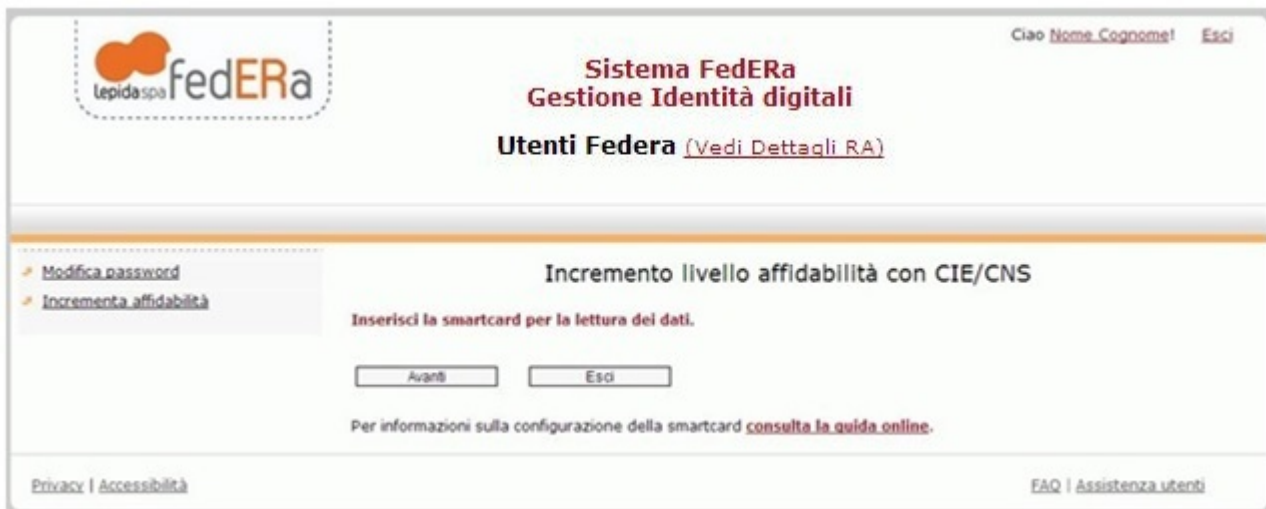 lepidaspa fedERa
Ciao Nome Cognome! Esci
Sistema FedERa
Gestione Identità digitali
Utenti Federa (Vedi Dettagli RA)
Modifica password
Incrementa affidabilità
Incremento livello affidabilità con CIE/CNS
Inserisci la smartcard per la lettura dei dati.
Avanti Esci
Per informazioni sulla configurazione della smartcard consulta la guida online.
Privacy | Accessibilità
FAQ | Assistenza utenti